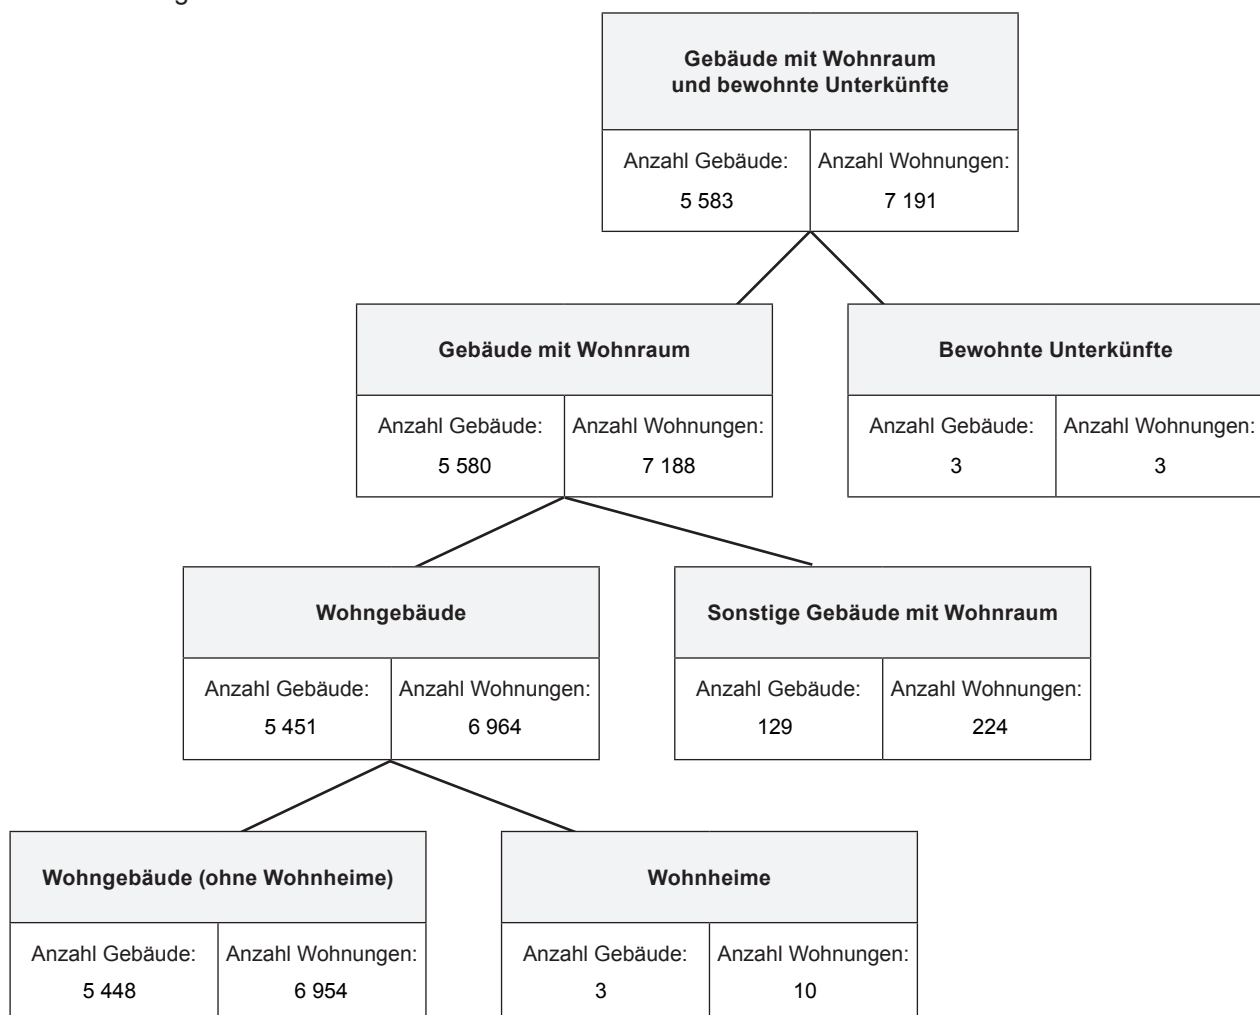 Gebäude mit Wohnraum
und bewohnte Unterkünfte
Anzahl Gebäude:
Anzahl Wohnungen:
5 583
7 191
Gebäude mit Wohnraum
Anzahl Gebäude:
Anzahl Wohnungen:
5 580
7 188
Bewohnte Unterkünfte
Anzahl Gebäude:
Anzahl Wohnungen:
3
3
Wohngebäude
Anzahl Gebäude:
Anzahl Wohnungen:
5 451
6 964
Sonstige Gebäude mit Wohnraum
Anzahl Gebäude:
Anzahl Wohnungen:
129
224
Wohngebäude (ohne Wohnheime)
Anzahl Gebäude:
Anzahl Wohnungen:
5 448
6 954
Wohnheime
Anzahl Gebäude:
Anzahl Wohnungen:
3
10